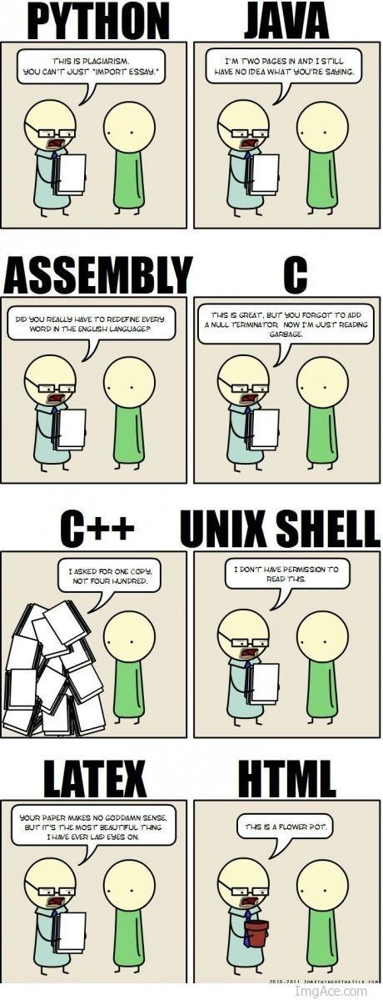 PYTHON
THIS IS PLAGIARISM.
YOU CAN'T JUST "IMPORT ESSAY."
JAVA
I'M TWO PAGES IN AND I STILL
HAVE NO IDEA WHAT YOU'RE SAYING.
ASSEMBLY
DID YOU REALLY HAVE TO REDEFINE EVERY
WORD IN THE ENGLISH LANGUAGE?
C
THIS IS GREAT, BUT YOU FORGOT TO ADD
A NULL TERMINATOR. NOW I'M JUST READING
GARBAGE.
C++
I ASKED FOR ONE COPY,
NOT FOUR HUNDRED.
UNIX SHELL
I DON'T HAVE PERMISSION TO
READ THIS.
LATEX
YOUR PAPER MAKES NO GODDAMN SENSE,
BUT IT'S THE MOST BEAUTIFUL THING
I HAVE EVER LAID EYES ON.
HTML
THIS IS A FLOWER POT.
2010-2011 SOMETHINGOFTHATILK.COM
ImgAce.com